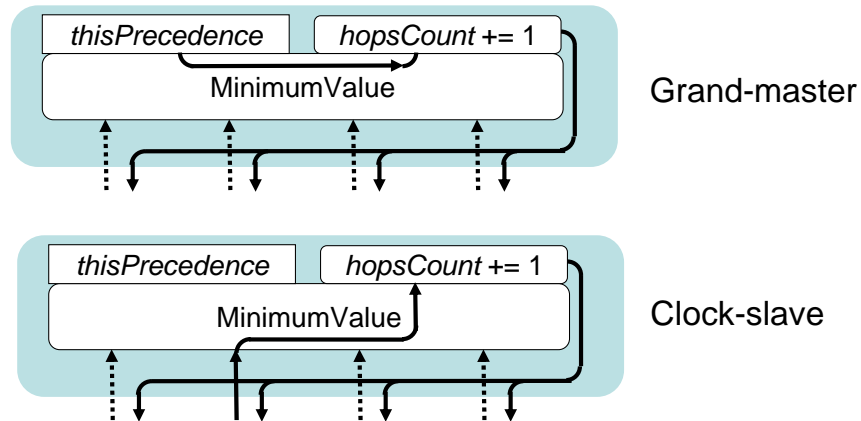 thisPrecedence
hopsCount += 1
MinimumValue
Grand-master
thisPrecedence
hopsCount += 1
MinimumValue
Clock-slave